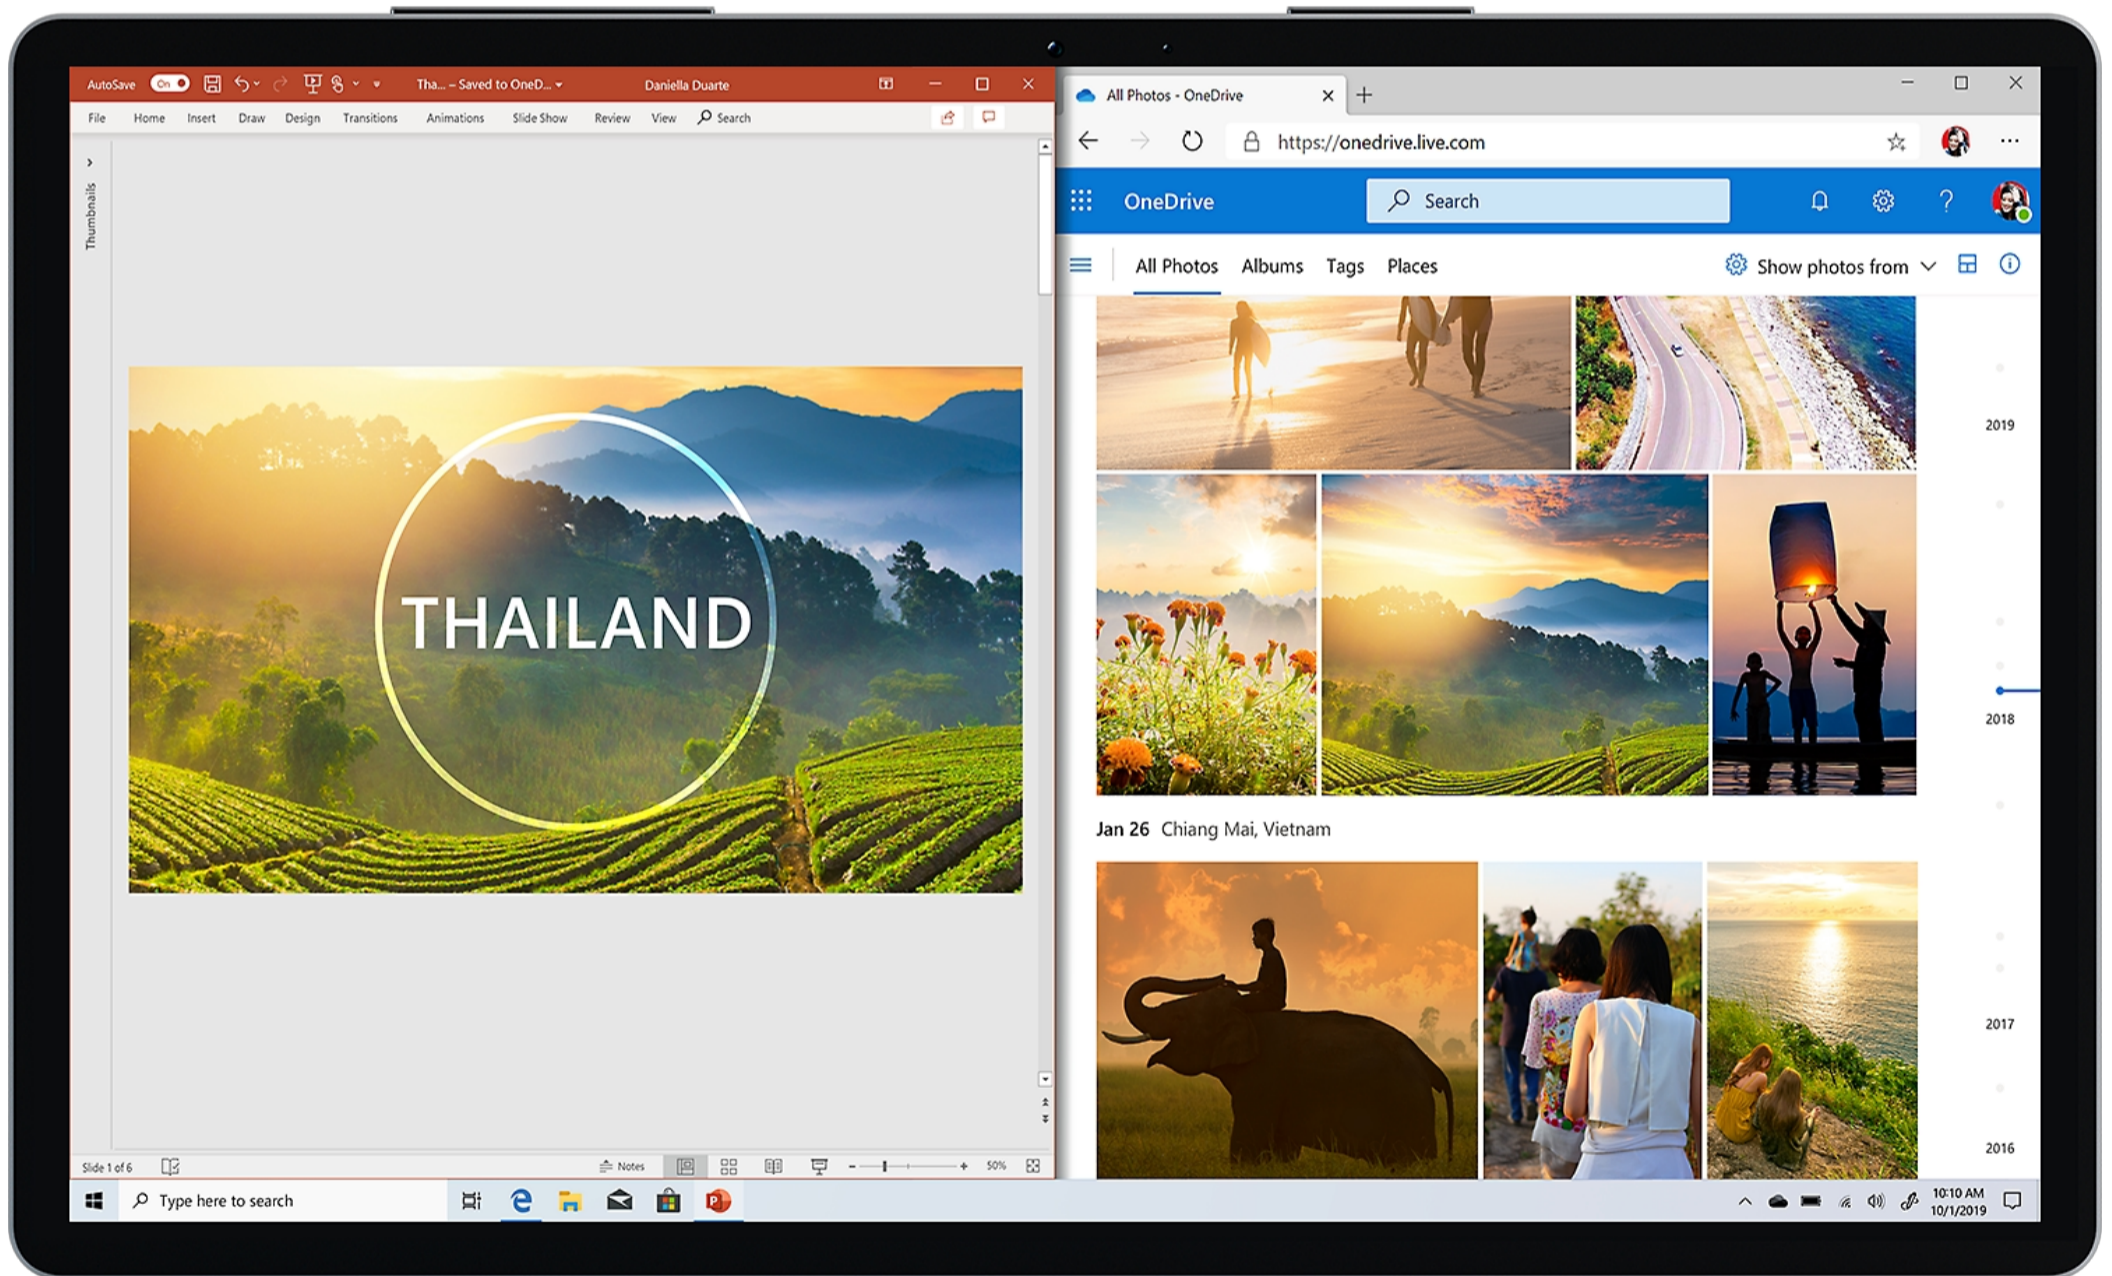 AutoSave On Tha... – Saved to OneD... Daniella Duarte
File Home Insert Draw Design Transitions Animations Slide Show Review View Search
Thumbnails
THAILAND
Slide 1 of 6 Notes 50%
All Photos - OneDrive
https://onedrive.live.com
OneDrive Search
All Photos Albums Tags Places Show photos from
2019
2018
Jan 26 Chiang Mai, Vietnam
2017
2016
Type here to search
10:10 AM
10/1/2019